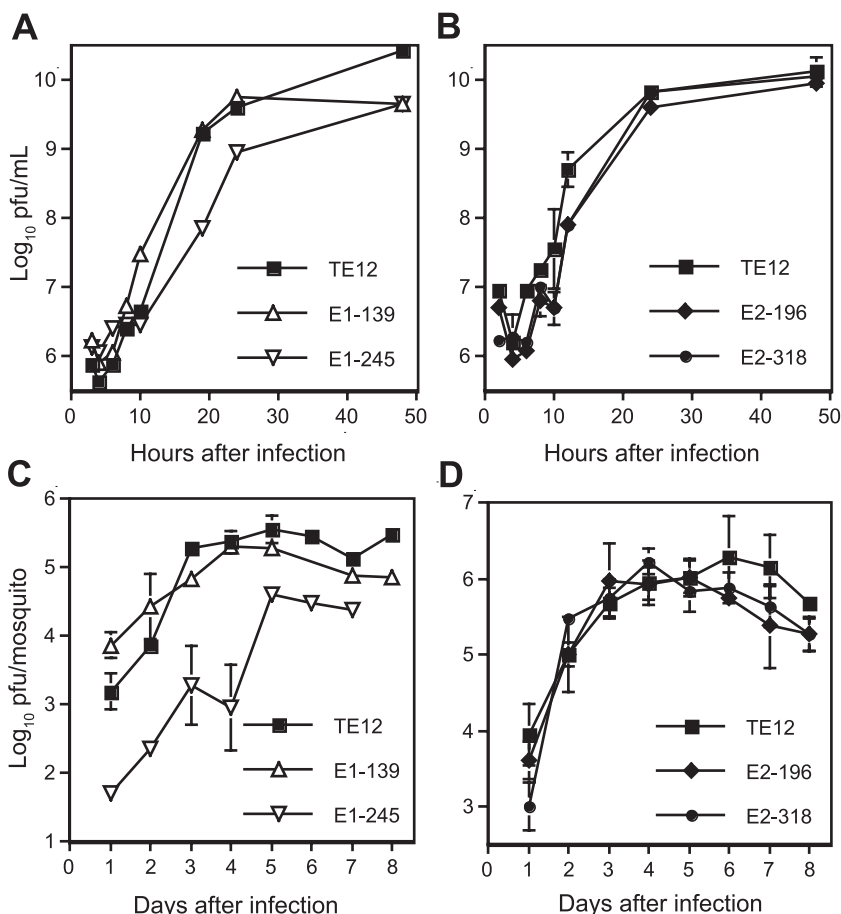 A
B
10
9
8
7
6
Log10 pfu/mL
TE12
E1-139
E1-245
0 10 20 30 40 50
Hours after infection
10
9
8
7
6
TE12
E2-196
E2-318
0 10 20 30 40 50
Hours after infection
C
D
6
5
4
3
2
1
Log10 pfu/mosquito
TE12
E1-139
E1-245
0 1 2 3 4 5 6 7 8
Days after infection
7
6
5
4
3
TE12
E2-196
E2-318
0 1 2 3 4 5 6 7 8
Days after infection